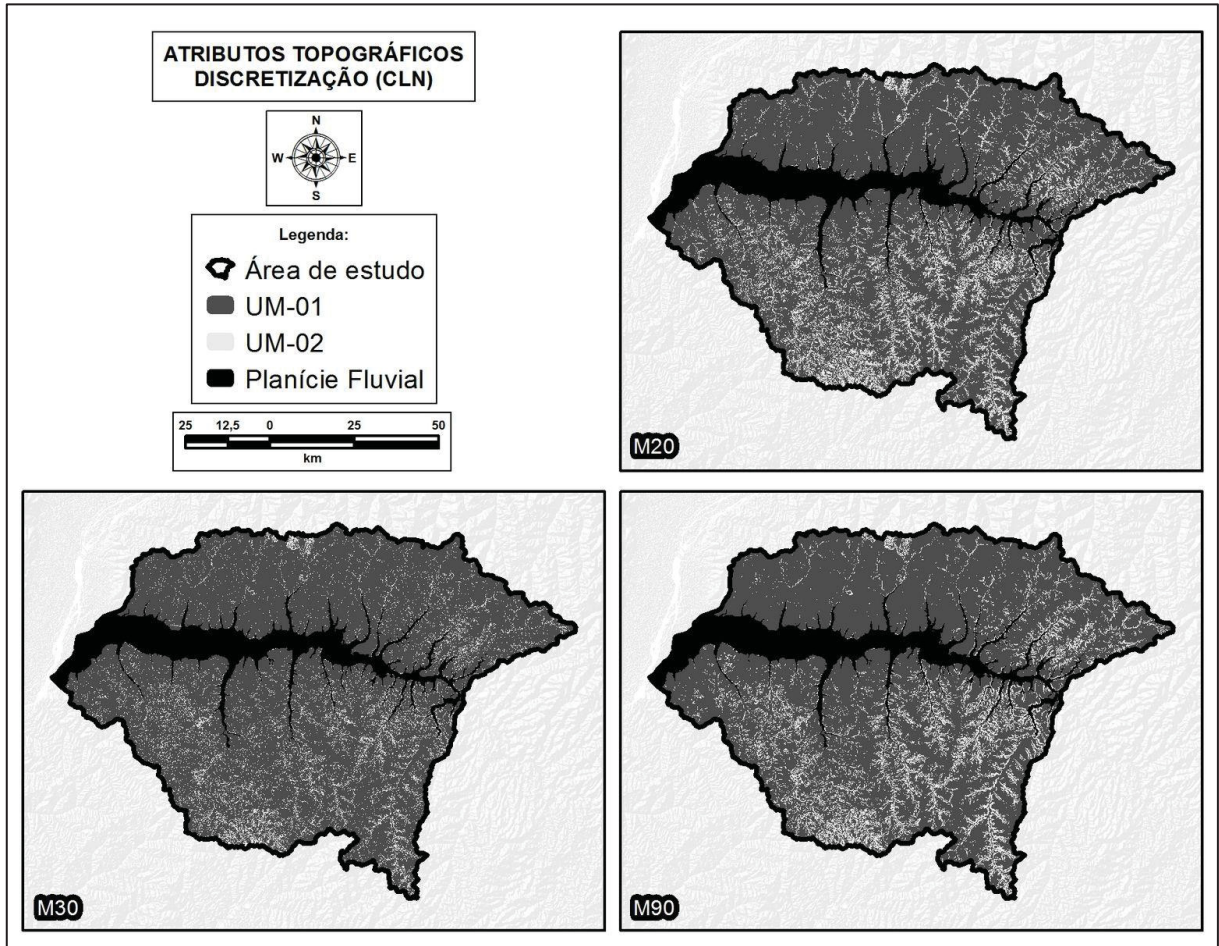 ATRIBUTOS TOPOGRÁFICOS
DISCRETIZAÇÃO (CLN)
N
W E
S
Legenda:
Área de estudo
UM-01
UM-02
Planície Fluvial
25 12,5 0 25 50
km
M20
M30
M90